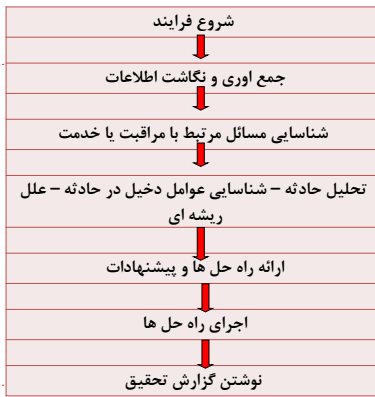 شروع فرایند
جمع اوری و نگاشت اطلاعات
شناسایی مسائل مرتبط با مراقبت یا خدمت
تحلیل حادثه – شناسایی عوامل دخیل در حادثه – علل
ریشه ای
ارائه راه حل ها و پیشنهادات
اجرای راه حل ها
نوشتن گزارش تحقیق